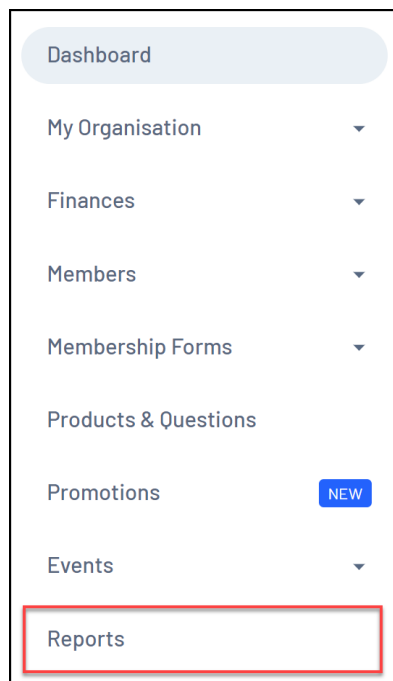 Dashboard
My Organisation
Finances
Members
Membership Forms
Products & Questions
Promotions NEW
Events
Reports